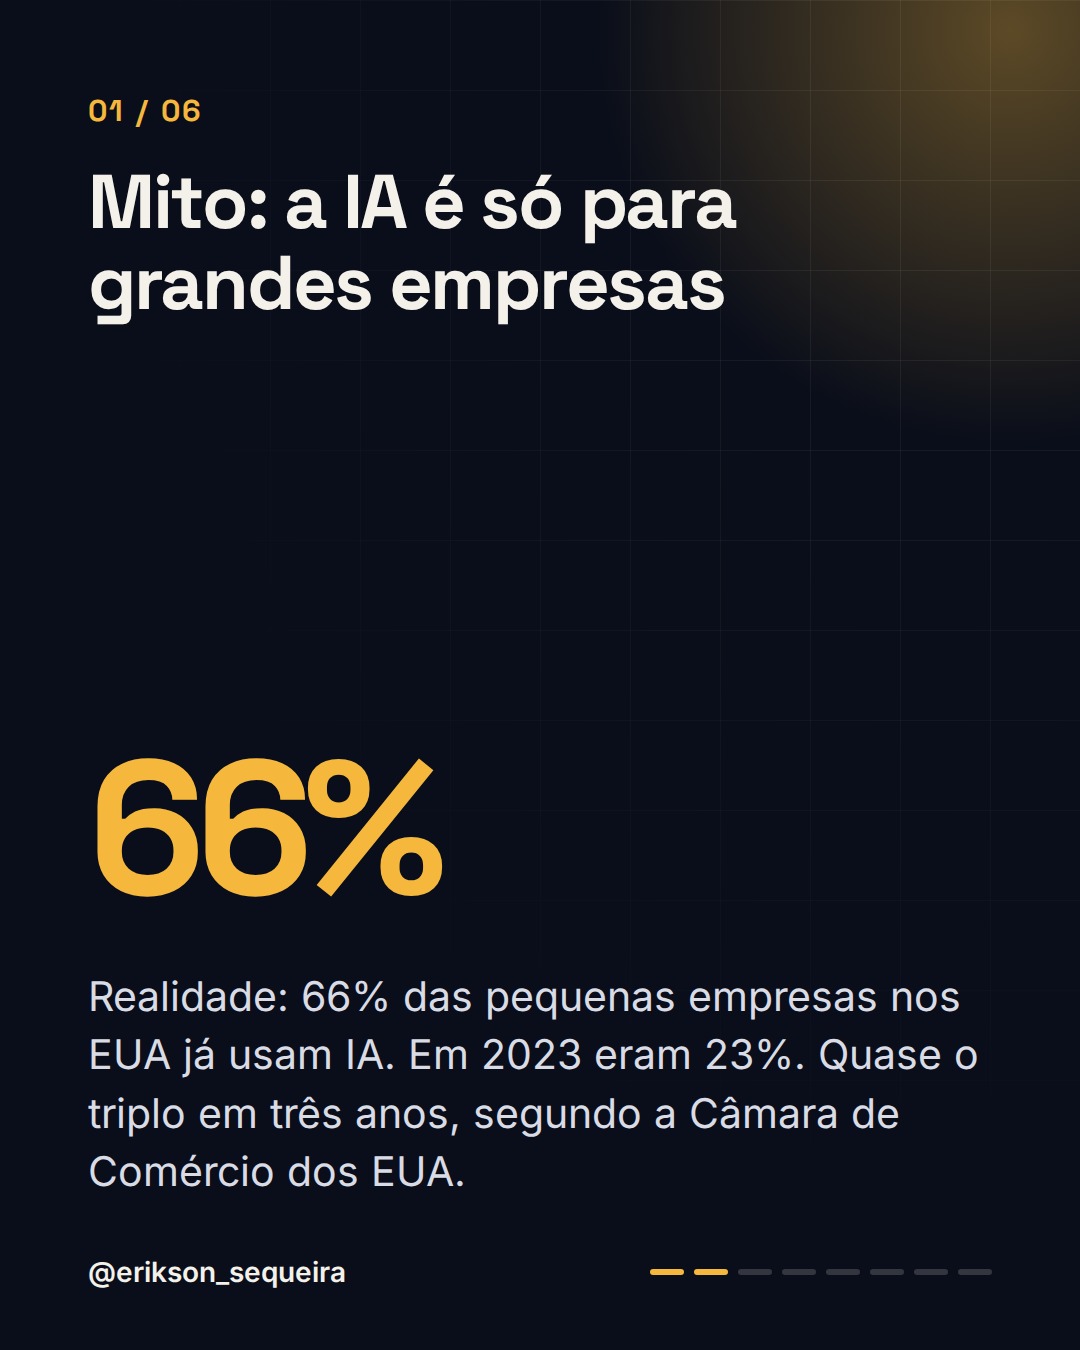 01 / 06
Mito: a IA é só para
grandes empresas
66%
Realidade: 66% das pequenas empresas nos
EUA já usam IA. Em 2023 eram 23%. Quase o
triplo em três anos, segundo a Câmara de
Comércio dos EUA.
@erikson_sequeira